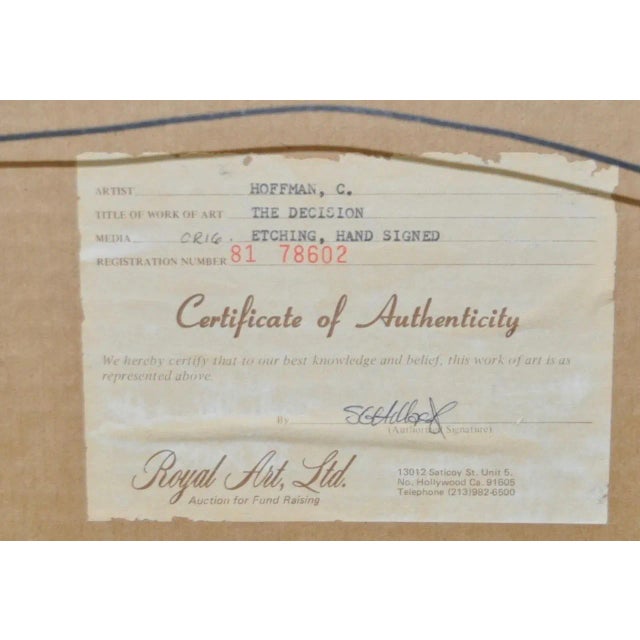 ARTIST HOFFMAN, C.
TITLE OF WORK OF ART THE DECISION
MEDIA ORIG. ETCHING, HAND SIGNED
REGISTRATION NUMBER 81 78602
Certificate of Authenticity
We hereby certify that to our best knowledge and belief, this work of art is as
represented above.
By
(Authorized Signature)
Royal Art, Ltd.
Auction for Fund Raising
13012 Saticoy St. Unit 5.
No. Hollywood Ca. 91605
Telephone (213)982-6500